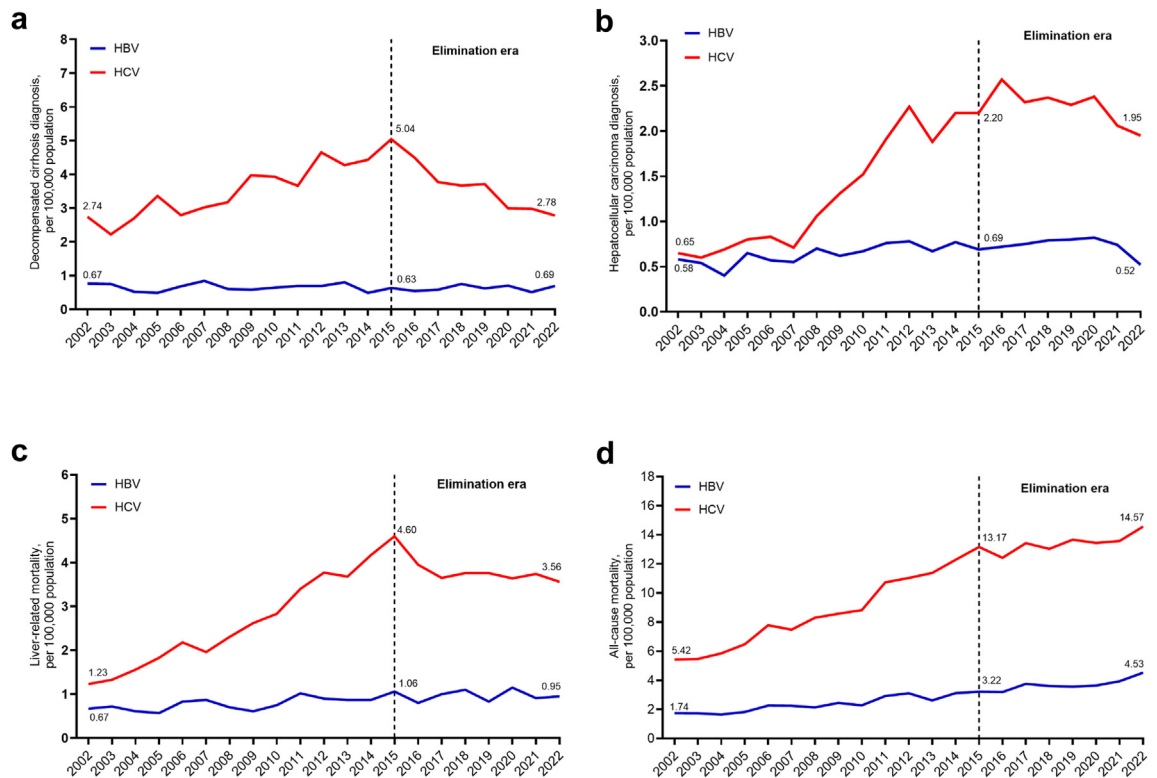 a
Decompensated cirrhosis diagnosis,
per 100,000 population
8
7
6
5
4
3
2
1
0
HBV
HCV
Elimination era
2.74
0.67
5.04
0.63
2.78
0.69
2002 2003 2004 2005 2006 2007 2008 2009 2010 2011 2012 2013 2014 2015 2016 2017 2018 2019 2020 2021 2022
b
Hepatocellular carcinoma diagnosis,
per 100,000 population
3.0
2.5
2.0
1.5
1.0
0.5
0.0
HBV
HCV
Elimination era
0.65
0.58
2.20
0.69
1.95
0.52
2002 2003 2004 2005 2006 2007 2008 2009 2010 2011 2012 2013 2014 2015 2016 2017 2018 2019 2020 2021 2022
c
Liver-related mortality,
per 100,000 population
6
5
4
3
2
1
0
HBV
HCV
Elimination era
1.23
0.67
4.60
1.06
3.56
0.95
2002 2003 2004 2005 2006 2007 2008 2009 2010 2011 2012 2013 2014 2015 2016 2017 2018 2019 2020 2021 2022
d
All-cause mortality,
per 100,000 population
18
16
14
12
10
8
6
4
2
0
HBV
HCV
Elimination era
5.42
1.74
13.17
3.22
14.57
4.53
2002 2003 2004 2005 2006 2007 2008 2009 2010 2011 2012 2013 2014 2015 2016 2017 2018 2019 2020 2021 2022